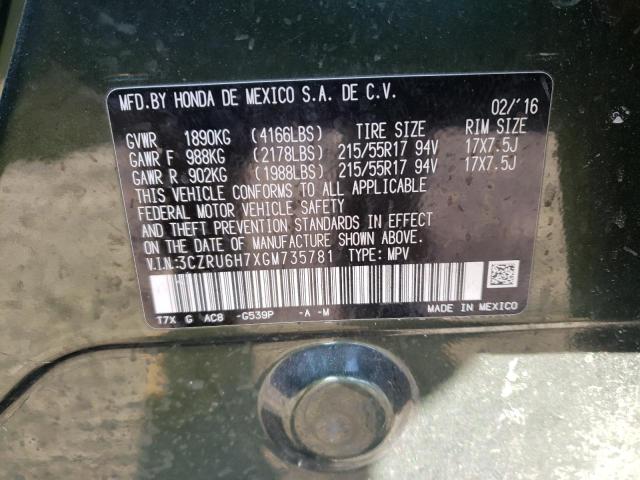 MFD.BY HONDA DE MEXICO S.A. DE C.V.
02/'16
GVWR 1890KG (4166LBS) TIRE SIZE RIM SIZE
GAWR F 988KG (2178LBS) 215/55R17 94V 17X7.5J
GAWR R 902KG (1988LBS) 215/55R17 94V 17X7.5J
THIS VEHICLE CONFORMS TO ALL APPLICABLE
FEDERAL MOTOR VEHICLE SAFETY
AND THEFT PREVENTION STANDARDS IN EFFECT
ON THE DATE OF MANUFACTURE SHOWN ABOVE.
V.I.N.:3CZRU6H7XGM735781 TYPE: MPV
T7X G AC8 -G539P -A -M MADE IN MEXICO